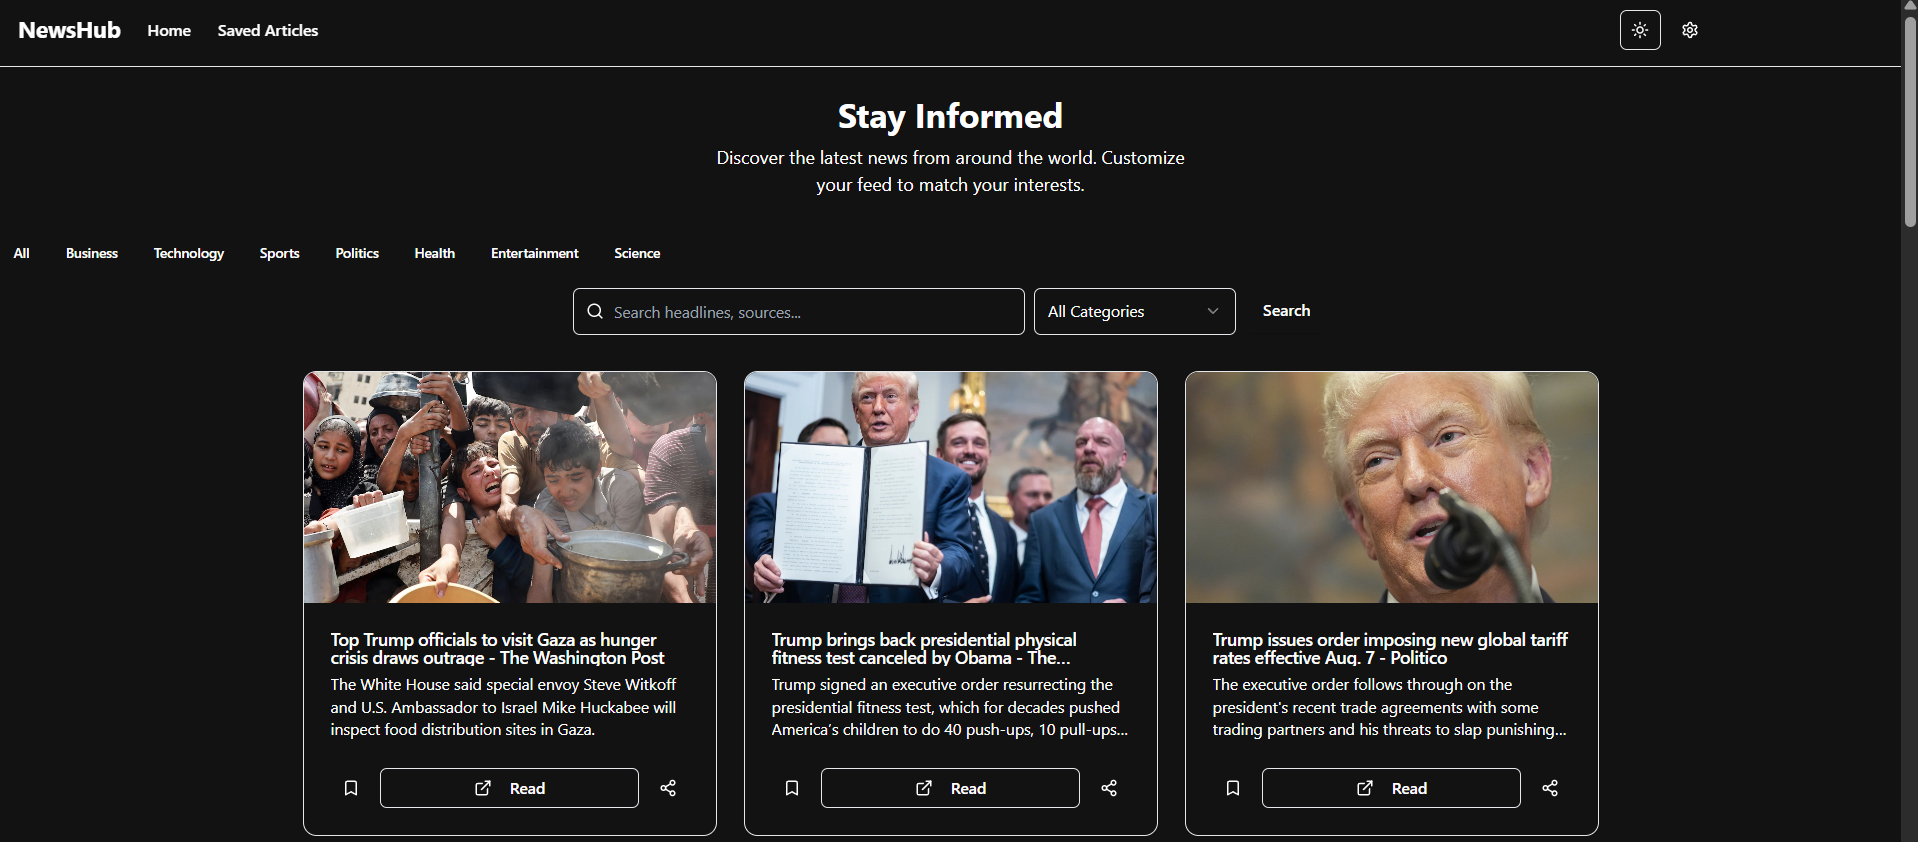 NewsHub Home Saved Articles
Stay Informed
Discover the latest news from around the world. Customize
your feed to match your interests.
All Business Technology Sports Politics Health Entertainment Science
Search headlines, sources... All Categories Search
Top Trump officials to visit Gaza as hunger
crisis draws outrage - The Washington Post
The White House said special envoy Steve Witkoff
and U.S. Ambassador to Israel Mike Huckabee will
inspect food distribution sites in Gaza.
Read
Trump brings back presidential physical
fitness test canceled by Obama - The...
Trump signed an executive order resurrecting the
presidential fitness test, which for decades pushed
America’s children to do 40 push-ups, 10 pull-ups...
Read
Trump issues order imposing new global tariff
rates effective Aug. 7 - Politico
The executive order follows through on the
president's recent trade agreements with some
trading partners and his threats to slap punishing...
Read